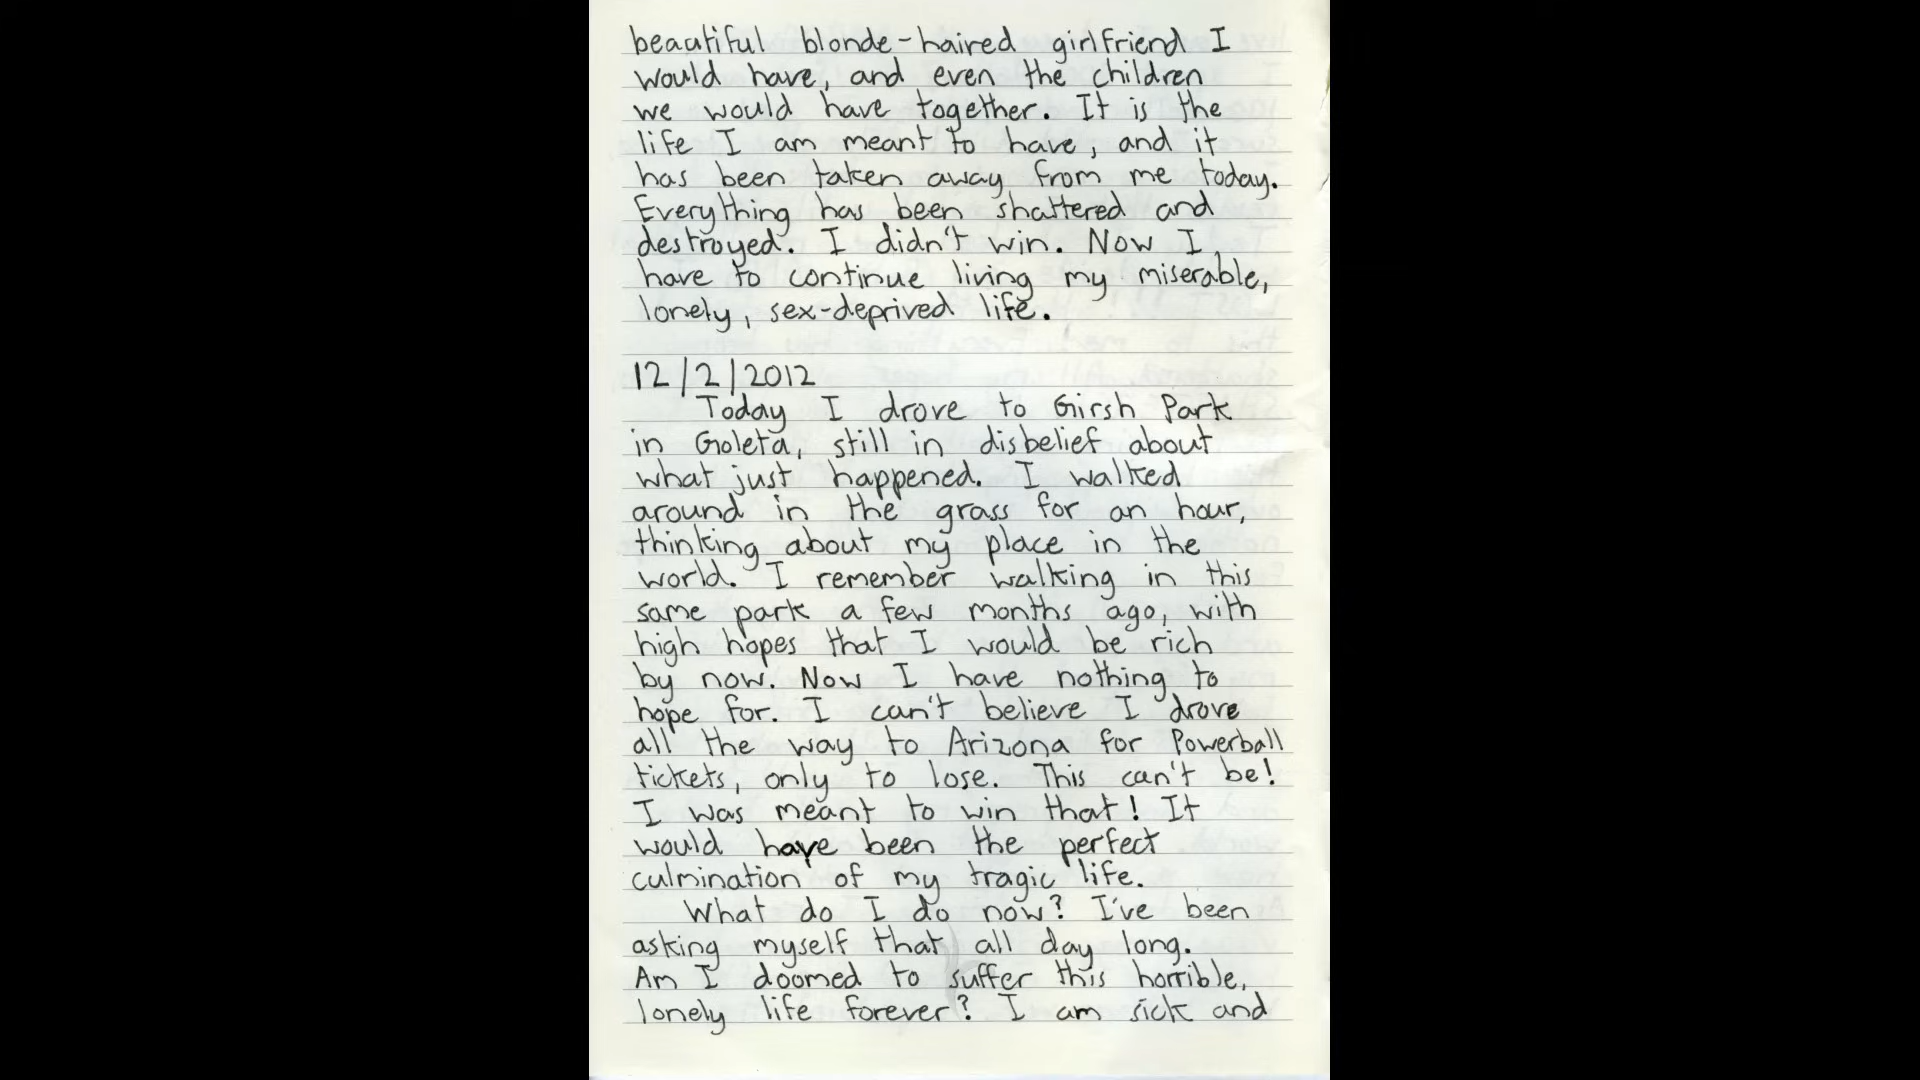 beautiful blonde-haired girlfriend I
would have, and even the children
we would have together. It is the
life I am meant to have, and it
has been taken away from me today.
Everything has been shattered and
destroyed. I didn't win. Now I
have to continue living my miserable,
lonely, sex-deprived life.
12/2/2012
Today I drove to Girsh Park
in Goleta, still in disbelief about
what just happened. I walked
around in the grass for an hour,
thinking about my place in the
world. I remember walking in this
same park a few months ago, with
high hopes that I would be rich
by now. Now I have nothing to
hope for. I can't believe I drove
all the way to Arizona for Powerball
tickets, only to lose. This can't be!
I was meant to win that! It
would have been the perfect
culmination of my tragic life.
What do I do now? I've been
asking myself that all day long.
Am I doomed to suffer this horrible,
lonely life forever? I am sick and